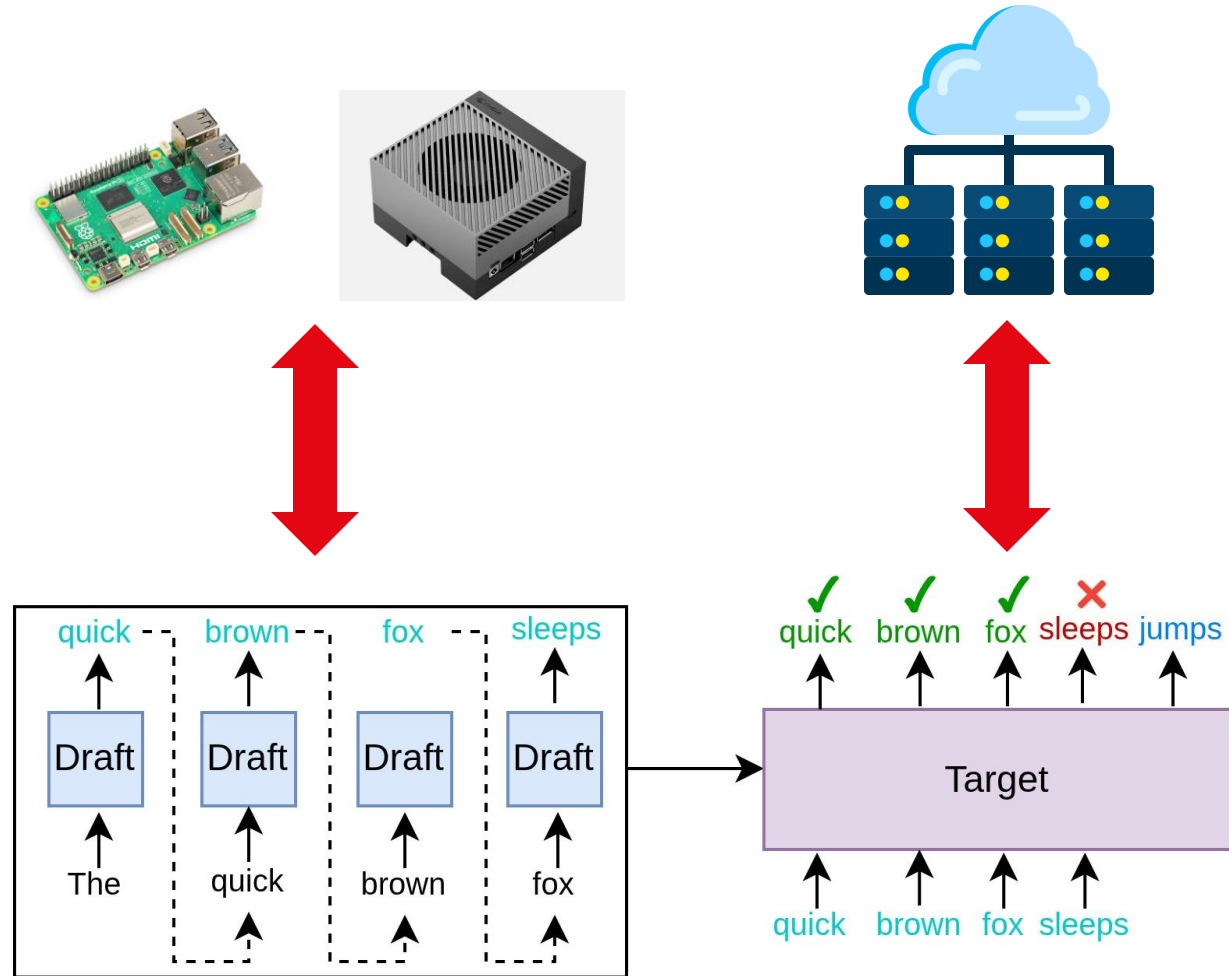 HDMI
quick brown fox sleeps
Draft Draft Draft Draft
The quick brown fox
quick brown fox sleeps jumps
Target
quick brown fox sleeps